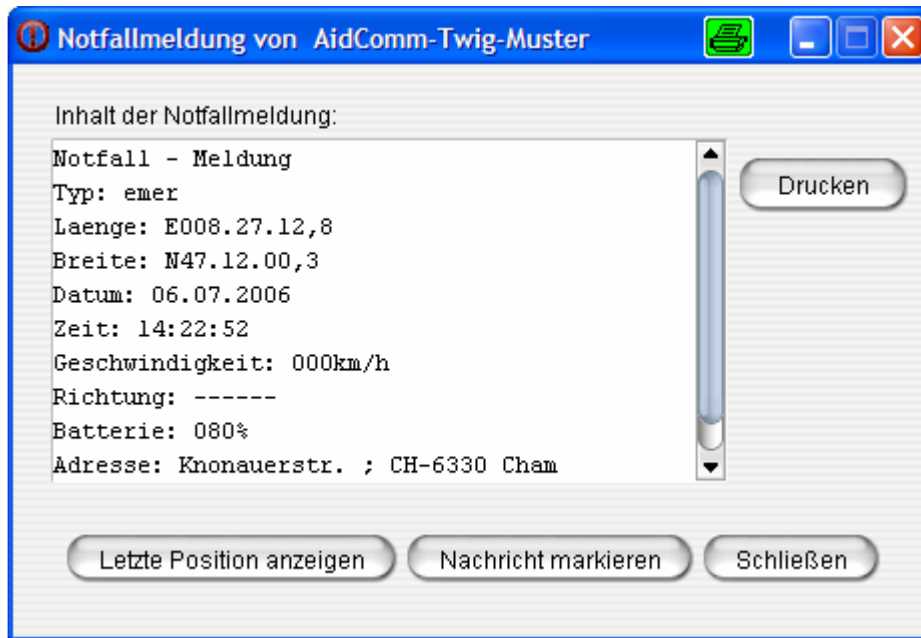 Notfallmeldung von AidComm-Twig-Muster
Inhalt der Notfallmeldung:
Notfall - Meldung
Typ: emer
Laenge: E008.27.12,8
Breite: N47.12.00,3
Datum: 06.07.2006
Zeit: 14:22:52
Geschwindigkeit: 000km/h
Richtung: ------
Batterie: 080%
Adresse: Knonauerstr. ; CH-6330 Cham
Drucken
Letzte Position anzeigen
Nachricht markieren
Schließen